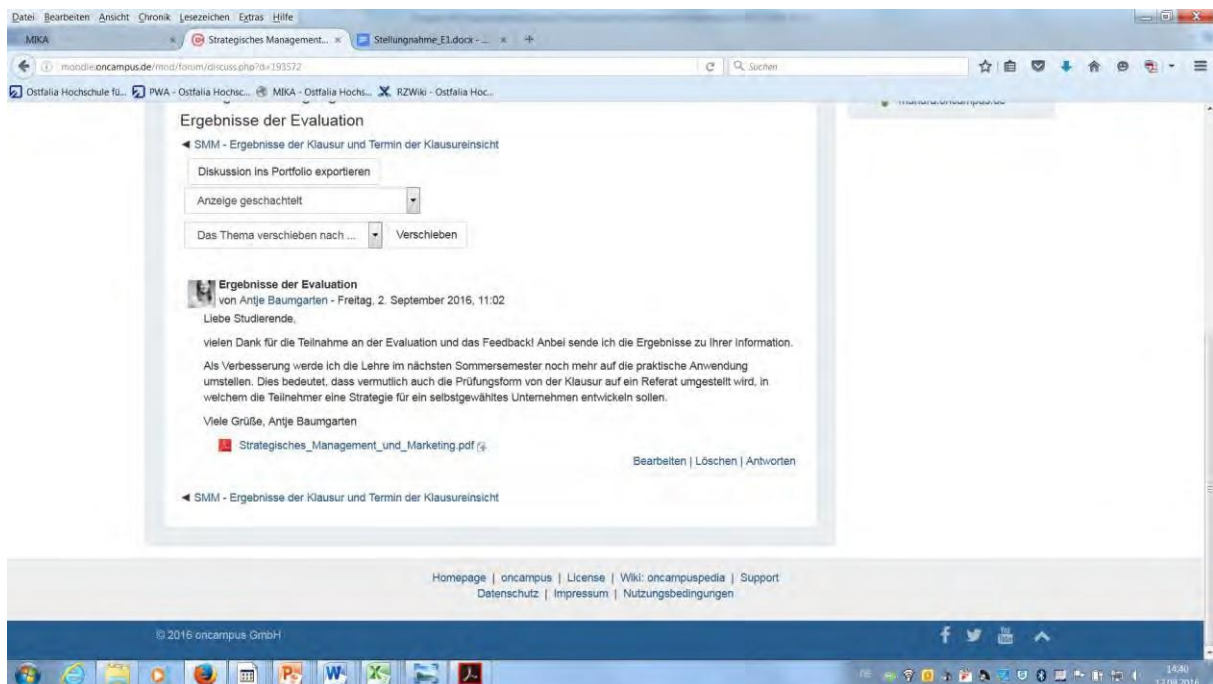 Datei Bearbeiten Ansicht Chronik Lesezeichen Extras Hilfe
MIKA Strategisches Management... Stellungnahme_E1.docx - ...
moodle.oncampus.de/mod/forum/discuss.php?d=193572 Suchen
Ostfalia Hochschule fü... PWA - Ostfalia Hochsc... MIKA - Ostfalia Hochs... RZWiki - Ostfalia Hoc...
Ergebnisse der Evaluation
◄ SMM - Ergebnisse der Klausur und Termin der Klausureinsicht
Diskussion ins Portfolio exportieren
Anzeige geschachtelt
Das Thema verschieben nach ... Verschieben
Ergebnisse der Evaluation
von Antje Baumgarten - Freitag, 2. September 2016, 11:02
Liebe Studierende,
vielen Dank für die Teilnahme an der Evaluation und das Feedback! Anbei sende ich die Ergebnisse zu Ihrer Information.
Als Verbesserung werde ich die Lehre im nächsten Sommersemester noch mehr auf die praktische Anwendung
umstellen. Dies bedeutet, dass vermutlich auch die Prüfungsform von der Klausur auf ein Referat umgestellt wird, in
welchem die Teilnehmer eine Strategie für ein selbstgewähltes Unternehmen entwickeln sollen.
Viele Grüße, Antje Baumgarten
Strategisches_Management_und_Marketing.pdf
Bearbeiten | Löschen | Antworten
◄ SMM - Ergebnisse der Klausur und Termin der Klausureinsicht
Homepage | oncampus | License | Wiki: oncampuspedia | Support
Datenschutz | Impressum | Nutzungsbedingungen
© 2016 oncampus GmbH
DE 14:40